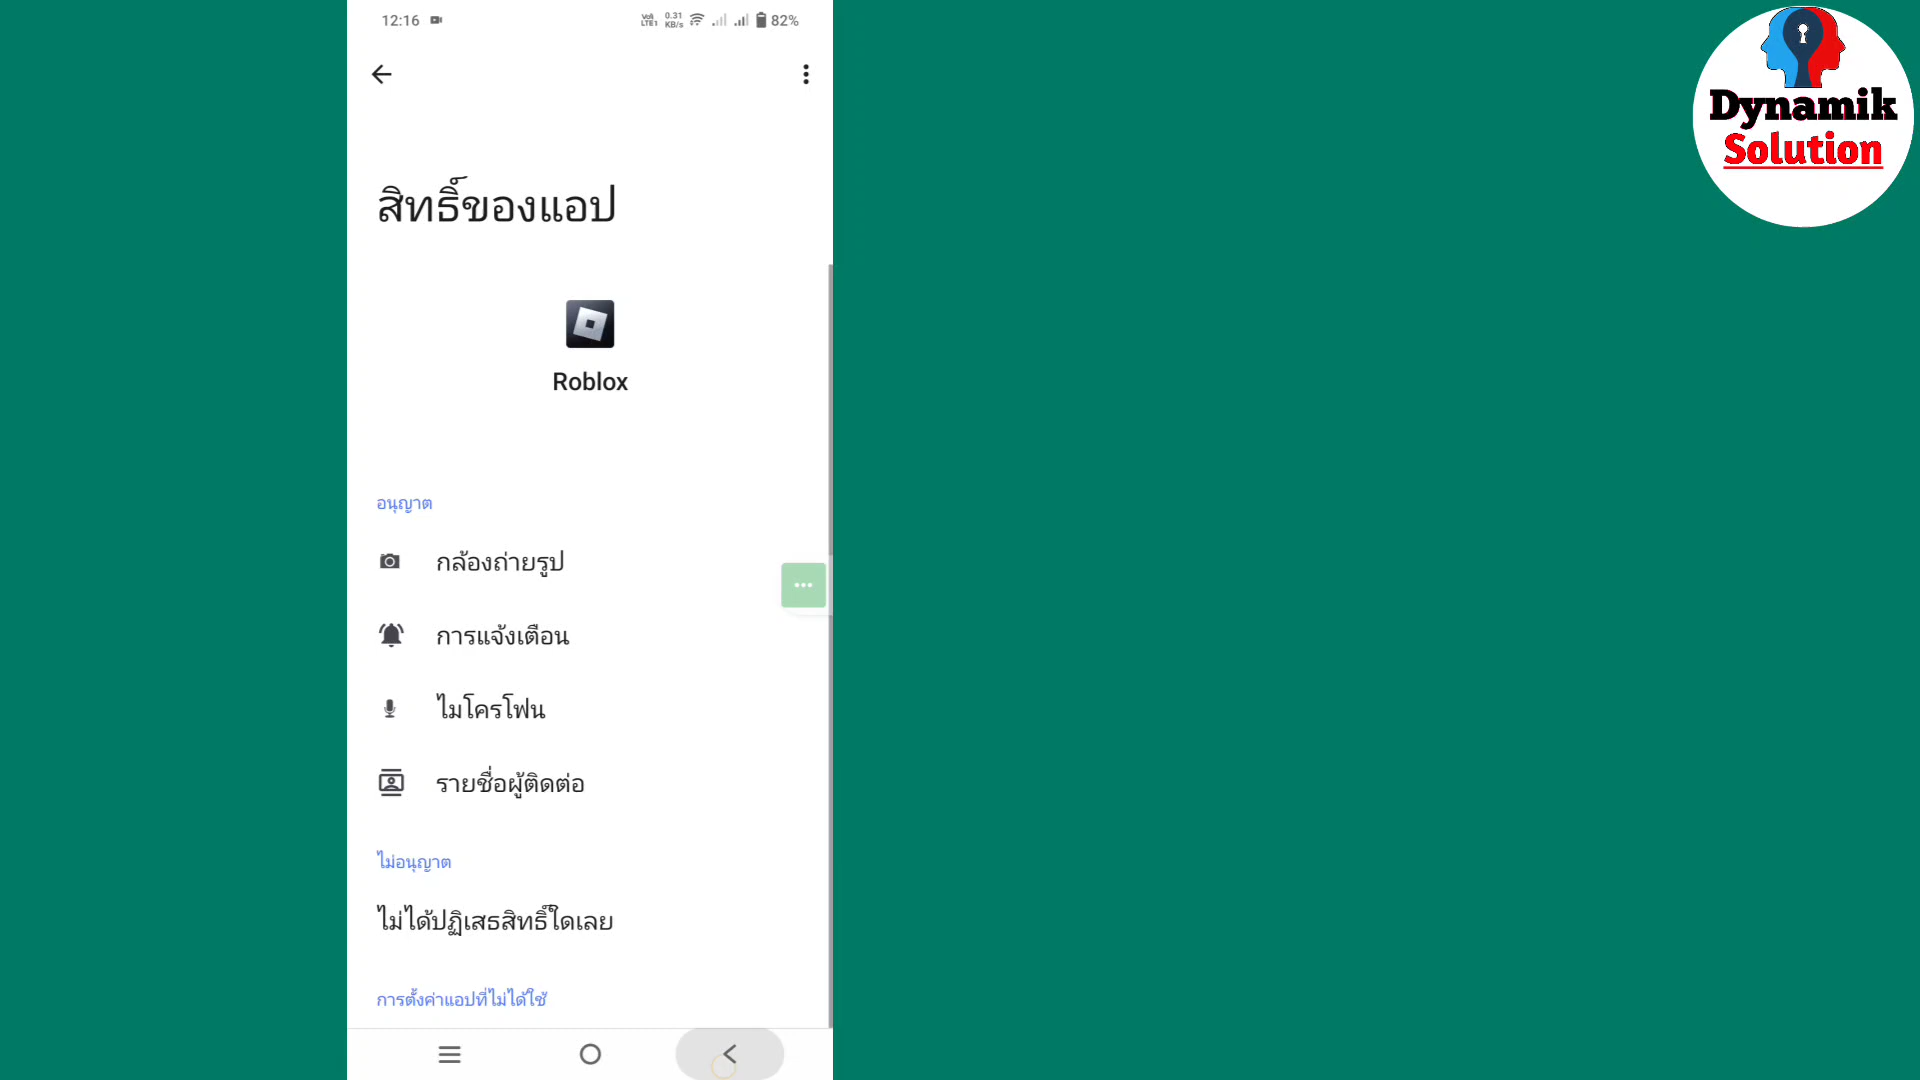 12:16
VoLTE1 0.31 KB/s 82%
สิทธิ์ของแอป
Roblox
อนุญาต
กล้องถ่ายรูป
การแจ้งเตือน
ไมโครโฟน
รายชื่อผู้ติดต่อ
ไม่อนุญาต
ไม่ได้ปฏิเสธสิทธิ์ใดเลย
การตั้งค่าแอปที่ไม่ได้ใช้
Dynamik
Solution